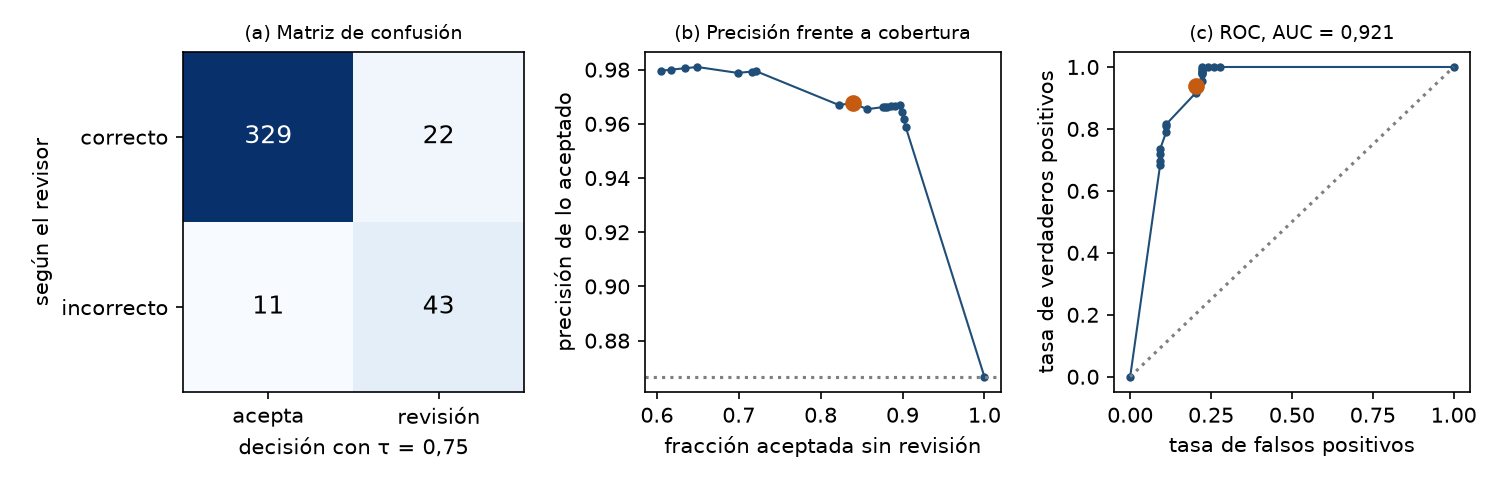 (a) Matriz de confusión
según el revisor
correcto
incorrecto
329
22
11
43
acepta
revisión
decisión con τ = 0,75
(b) Precisión frente a cobertura
precisión de lo aceptado
0.98
0.96
0.94
0.92
0.90
0.88
0.6
0.7
0.8
0.9
1.0
fracción aceptada sin revisión
(c) ROC, AUC = 0,921
tasa de verdaderos positivos
1.0
0.8
0.6
0.4
0.2
0.0
0.00
0.25
0.50
0.75
1.00
tasa de falsos positivos